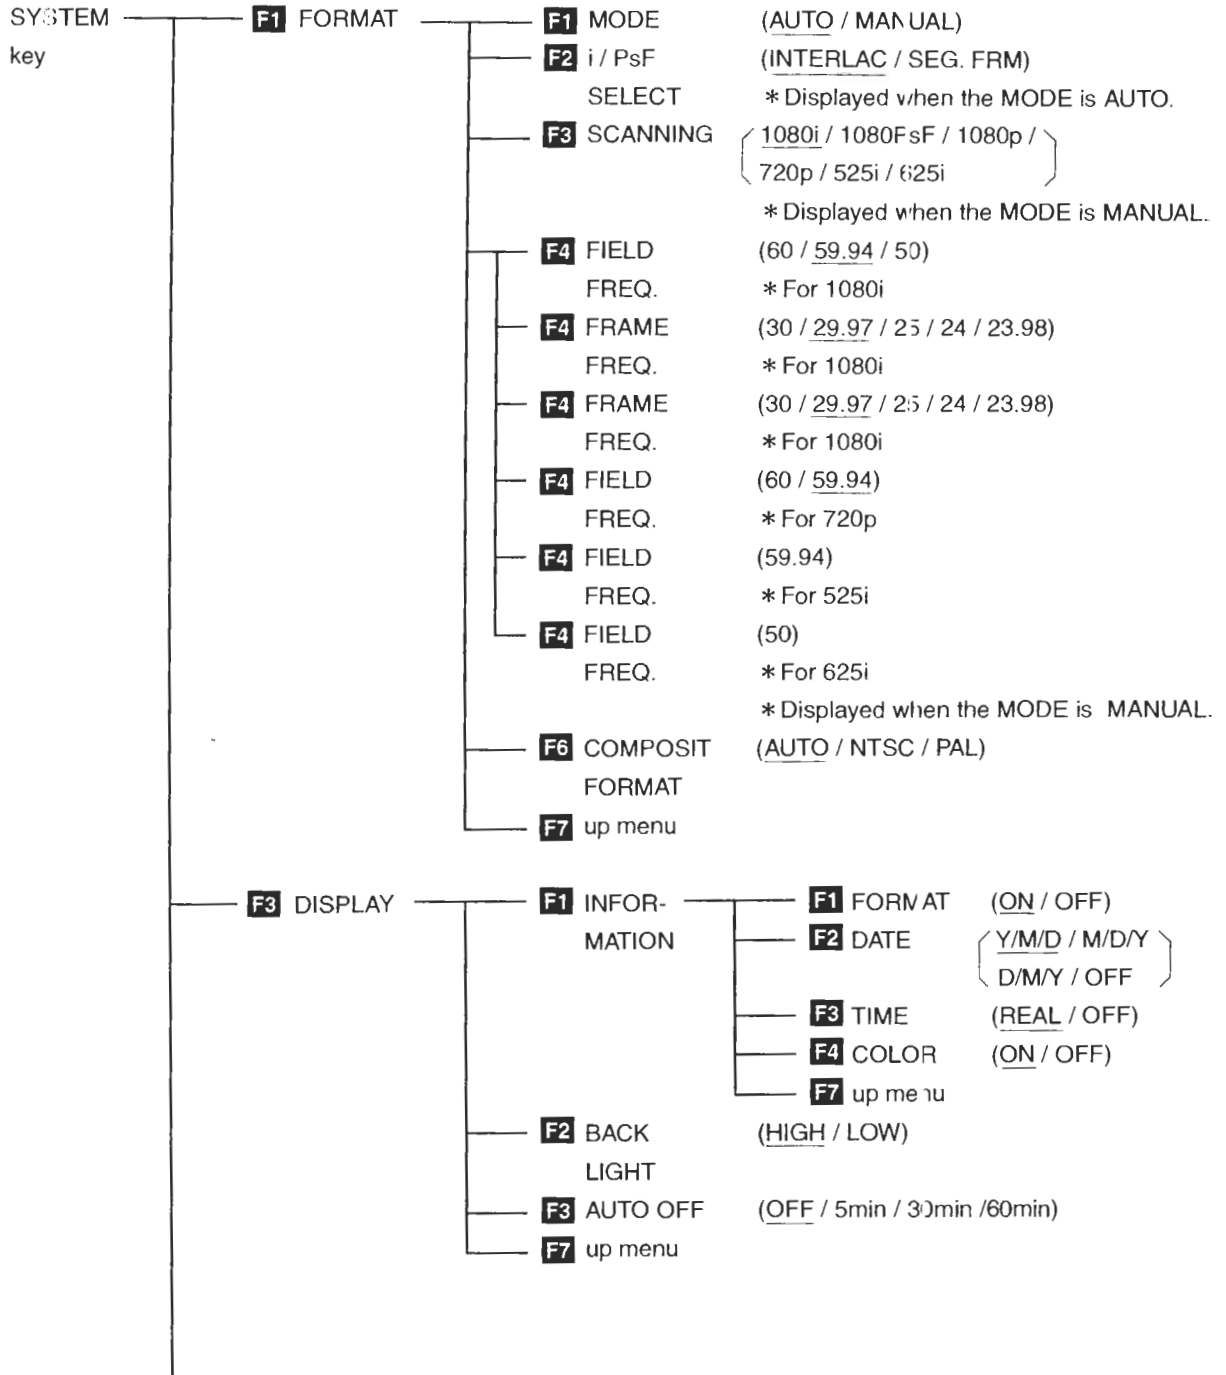 SYSTEM F1 FORMAT F1 MODE (AUTO / MANUAL)
key F2 i / PsF (INTERLAC / SEG. FRM)
SELECT * Displayed when the MODE is AUTO.
F3 SCANNING 1080i / 1080PsF / 1080p /
720p / 525i / 625i
* Displayed when the MODE is MANUAL.
F4 FIELD (60 / 59.94 / 50)
FREQ. * For 1080i
F4 FRAME (30 / 29.97 / 25 / 24 / 23.98)
FREQ. * For 1080i
F4 FRAME (30 / 29.97 / 25 / 24 / 23.98)
FREQ. * For 1080i
F4 FIELD (60 / 59.94)
FREQ. * For 720p
F4 FIELD (59.94)
FREQ. * For 525i
F4 FIELD (50)
FREQ. * For 625i
* Displayed when the MODE is MANUAL.
F6 COMPOSIT (AUTO / NTSC / PAL)
FORMAT
F7 up menu
F3 DISPLAY F1 INFOR- F1 FORMAT (ON / OFF)
MATION F2 DATE Y/M/D / M/D/Y
D/M/Y / OFF
F3 TIME (REAL / OFF)
F4 COLOR (ON / OFF)
F7 up menu
F2 BACK (HIGH / LOW)
LIGHT
F3 AUTO OFF (OFF / 5min / 30min /60min)
F7 up menu